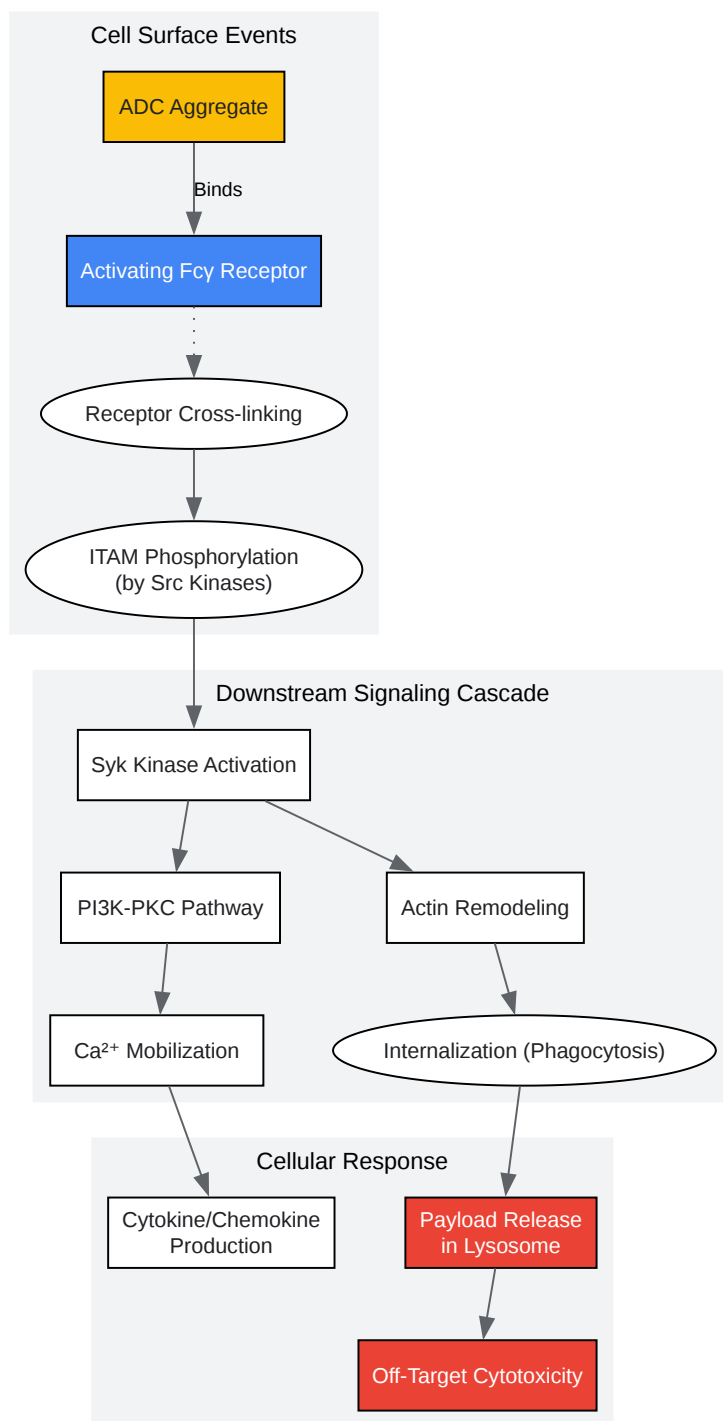 Cell Surface Events
ADC Aggregate
Binds
Activating Fcγ Receptor
Receptor Cross-linking
ITAM Phosphorylation
(by Src Kinases)
Downstream Signaling Cascade
Syk Kinase Activation
PI3K-PKC Pathway
Actin Remodeling
Ca²⁺ Mobilization
Internalization (Phagocytosis)
Cellular Response
Cytokine/Chemokine
Production
Payload Release
in Lysosome
Off-Target Cytotoxicity